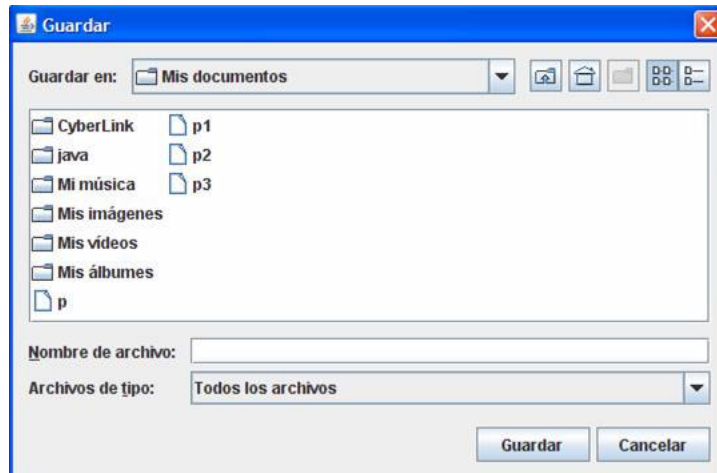 Guardar
Guardar en: Mis documentos
CyberLink
java
Mi música
Mis imágenes
Mis vídeos
Mis álbumes
p
p1
p2
p3
Nombre de archivo:
Archivos de tipo: Todos los archivos
Guardar Cancelar